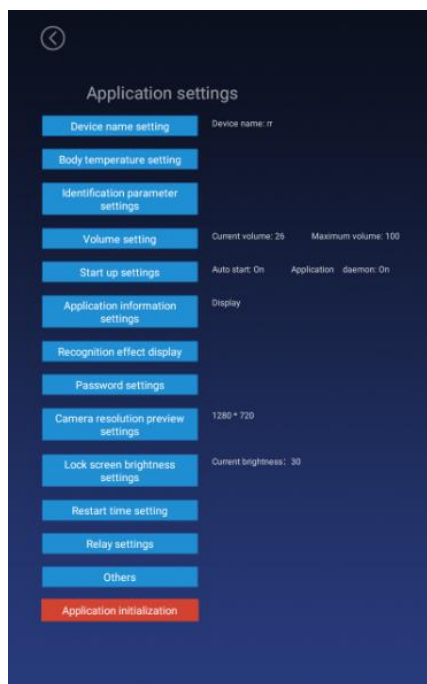 Application settings
Device name setting
Device name: rr
Body temperature setting
Identification parameter
settings
Volume setting
Current volume: 26 Maximum volume: 100
Start up settings
Auto start: On Application daemon: On
Application information
settings
Display
Recognition effect display
Password settings
Camera resolution preview
settings
1280 * 720
Lock screen brightness
settings
Current brightness: 30
Restart time setting
Relay settings
Others
Application initialization